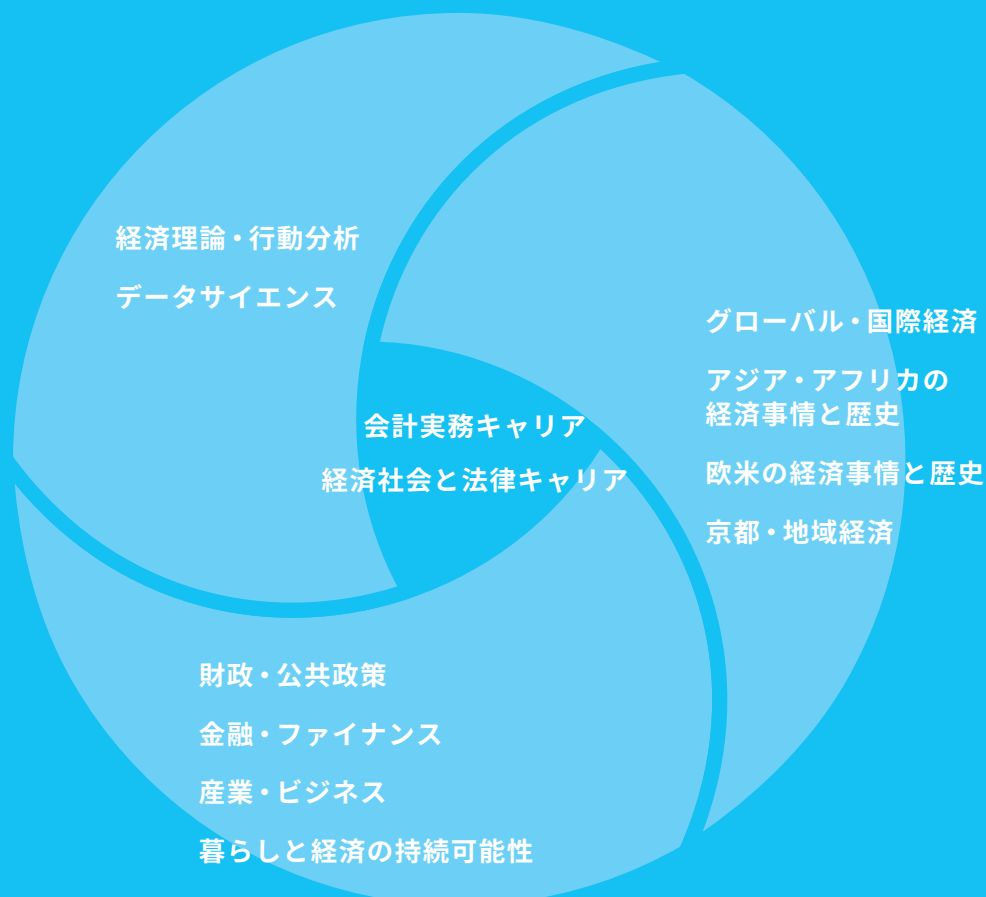 経済理論・行動分析
データサイエンス
グローバル・国際経済
アジア・アフリカの
経済事情と歴史
欧米の経済事情と歴史
京都・地域経済
会計実務キャリア
経済社会と法律キャリア
財政・公共政策
金融・ファイナンス
産業・ビジネス
暮らしと経済の持続可能性